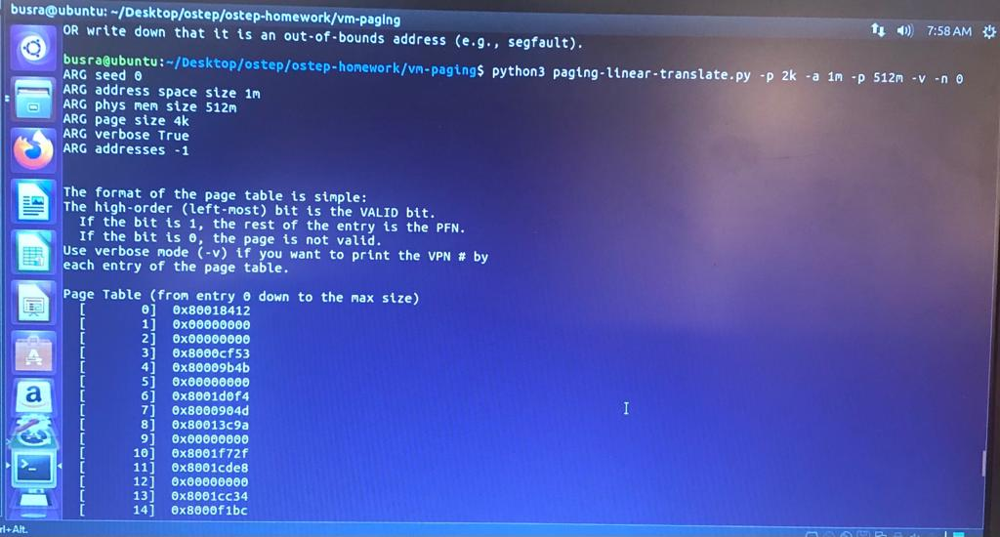 busra@ubuntu: ~/Desktop/ostep/ostep-homework/vm-paging
7:58 AM
OR write down that it is an out-of-bounds address (e.g., segfault).
busra@ubuntu:~/Desktop/ostep/ostep-homework/vm-paging$ python3 paging-linear-translate.py -p 2k -a 1m -p 512m -v -n 0
ARG seed 0
ARG address space size 1m
ARG phys mem size 512m
ARG page size 4k
ARG verbose True
ARG addresses -1
The format of the page table is simple:
The high-order (left-most) bit is the VALID bit.
If the bit is 1, the rest of the entry is the PFN.
If the bit is 0, the page is not valid.
Use verbose mode (-v) if you want to print the VPN # by
each entry of the page table.
Page Table (from entry 0 down to the max size)
[ 0] 0x80018412
[ 1] 0x00000000
[ 2] 0x00000000
[ 3] 0x8000cf53
[ 4] 0x80009b4b
[ 5] 0x00000000
[ 6] 0x8001d0f4
[ 7] 0x8000904d
[ 8] 0x80013c9a
[ 9] 0x00000000
[ 10] 0x8001f72f
[ 11] 0x8001cde8
[ 12] 0x00000000
[ 13] 0x8001cc34
[ 14] 0x8000f1bc
a
rl+Alt.